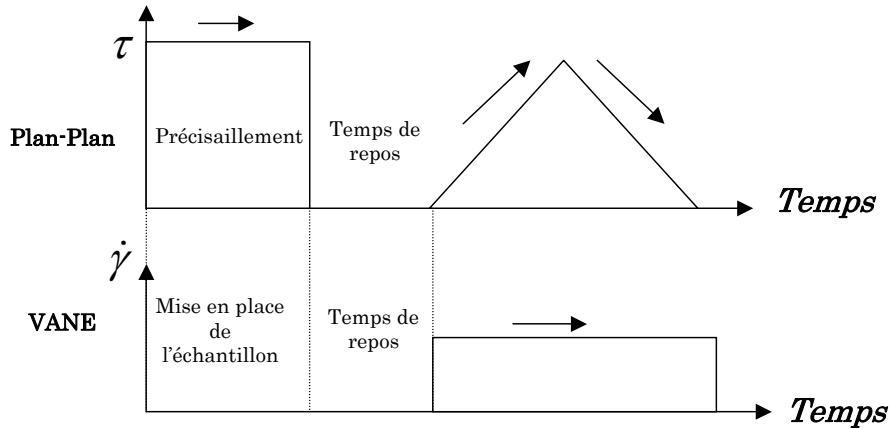 τ
Plan-Plan
Précisaillement
Temps de
repos
Temps
γ̇
VANE
Mise en place
de
l'échantillon
Temps de
repos
Temps